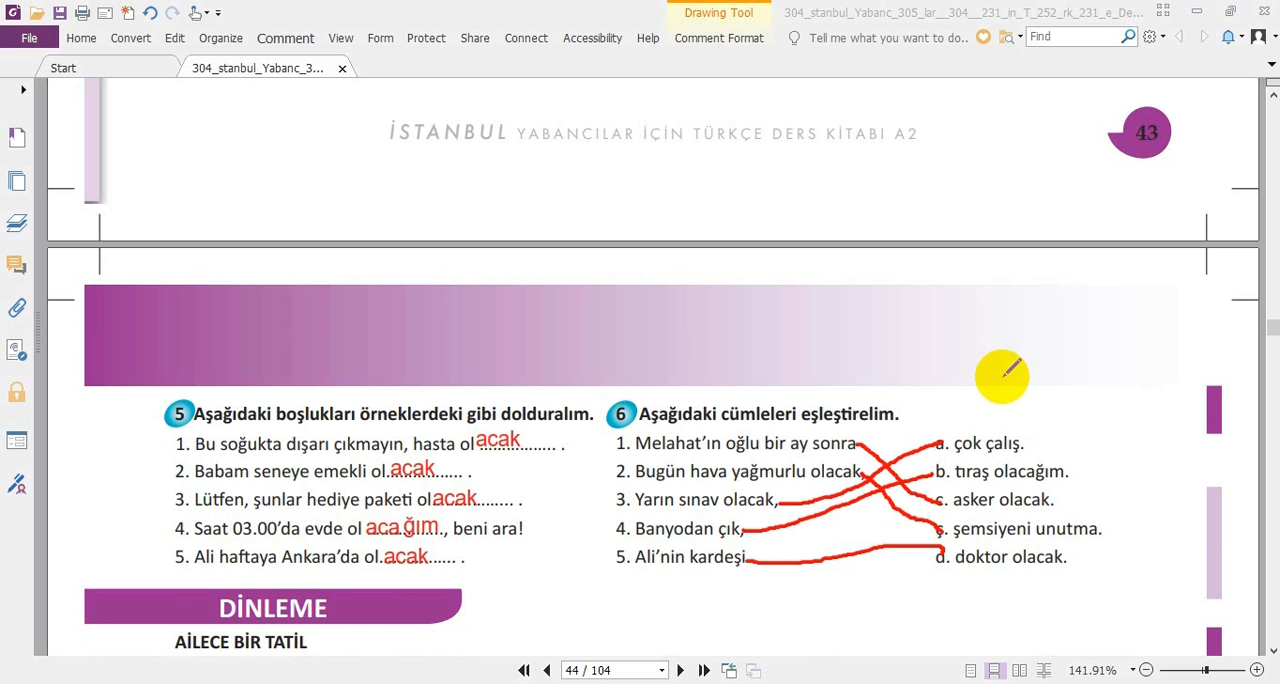 Drawing Tool
304_stanbul_Yabanc_305_lar__304__231_in_T_252_rk_231_e_De...
File Home Convert Edit Organize Comment View Form Protect Share Connect Accessibility Help Comment Format Tell me what you want to do.. Find
Start 304_stanbul_Yabanc_3...
İSTANBUL YABANCILAR İÇİN TÜRKÇE DERS KİTABI A2
43
5 Aşağıdaki boşlukları örneklerdeki gibi dolduralım.
1. Bu soğukta dışarı çıkmayın, hasta ol acak ................. .
2. Babam seneye emekli ol acak ...... .
3. Lütfen, şunlar hediye paketi ol acak ........... .
4. Saat 03.00'da evde ol acağım ..., beni ara!
5. Ali haftaya Ankara'da ol. acak ...... .
6 Aşağıdaki cümleleri eşleştirelim.
1. Melahat'ın oğlu bir ay sonra a. çok çalış.
2. Bugün hava yağmurlu olacak, b. tıraş olacağım.
3. Yarın sınav olacak, c. asker olacak.
4. Banyodan çık, ç. şemsiyeni unutma.
5. Ali'nin kardeşi d. doktor olacak.
DİNLEME
AİLECE BİR TATİL
44 / 104
141.91%